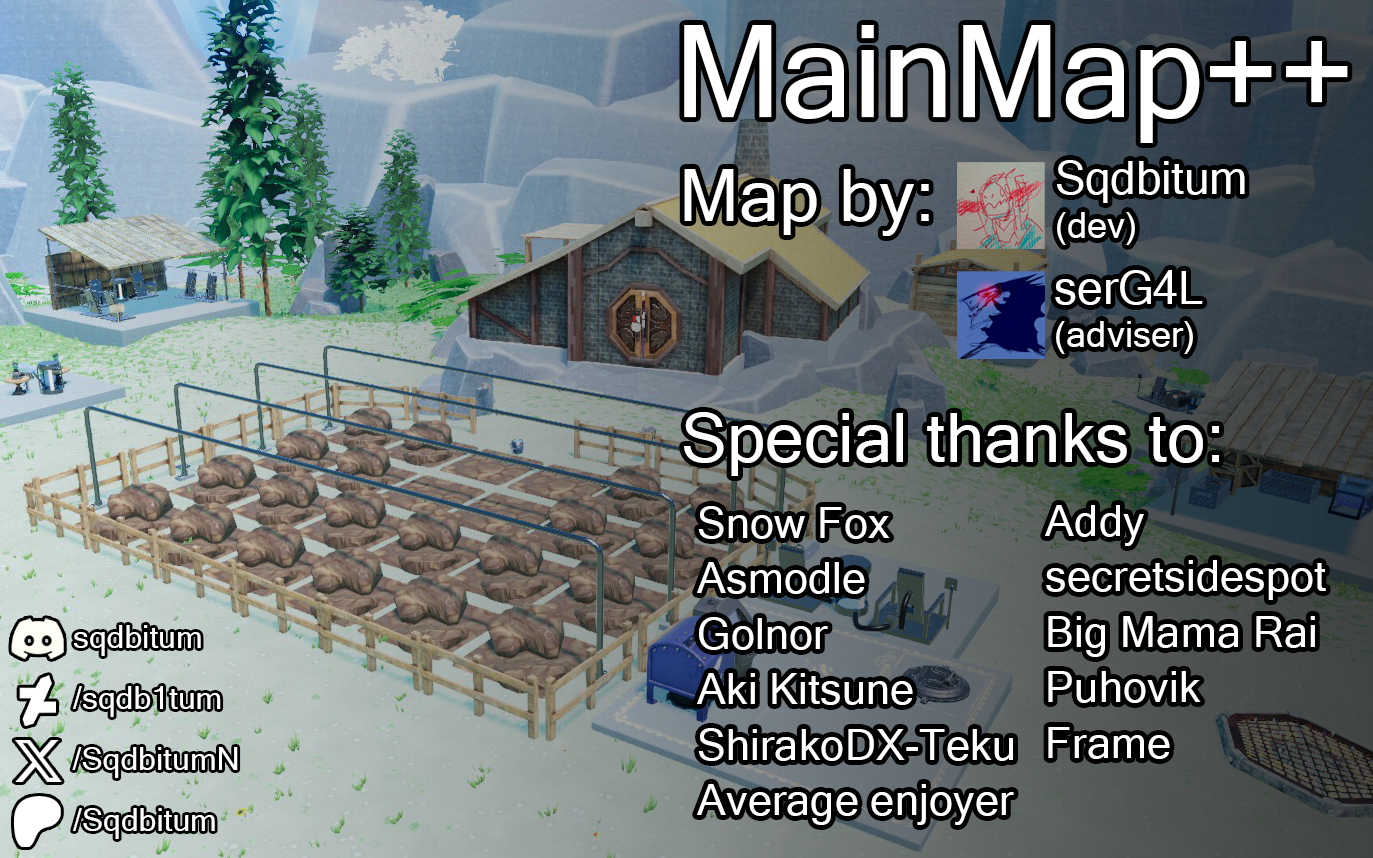 MainMap++
Map by:
Sqdbitum
(dev)
serG4L
(adviser)
Special thanks to:
Snow Fox
Asmodle
Golnor
Aki Kitsune
ShirakoDX-Teku
Average enjoyer
Addy
secretsidespot
Big Mama Rai
Puhovik
Frame
sqdbitum
/sqdb1tum
/SqdbitumN
/Sqdbitum